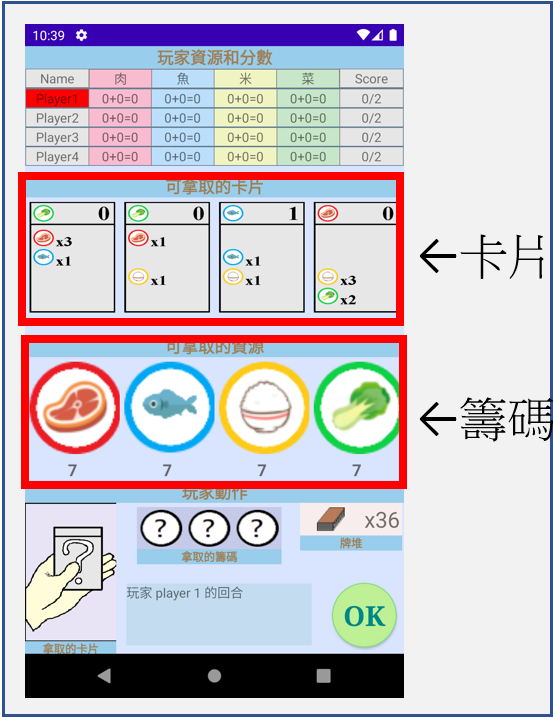 10:39
玩家資源和分數
Name 肉 魚 米 菜 Score
Player1 0+0=0 0+0=0 0+0=0 0+0=0 0/2
Player2 0+0=0 0+0=0 0+0=0 0+0=0 0/2
Player3 0+0=0 0+0=0 0+0=0 0+0=0 0/2
Player4 0+0=0 0+0=0 0+0=0 0+0=0 0/2
可拿取的卡片
0 0 1 0
x3 x1
x1 x1
x1 x1 x3
x2
←卡片
可拿取的資源
7 7 7 7
←籌碼
玩家動作
? ? ?
x36
拿取的籌碼
牌堆
玩家 player 1 的回合
OK
拿取的卡片